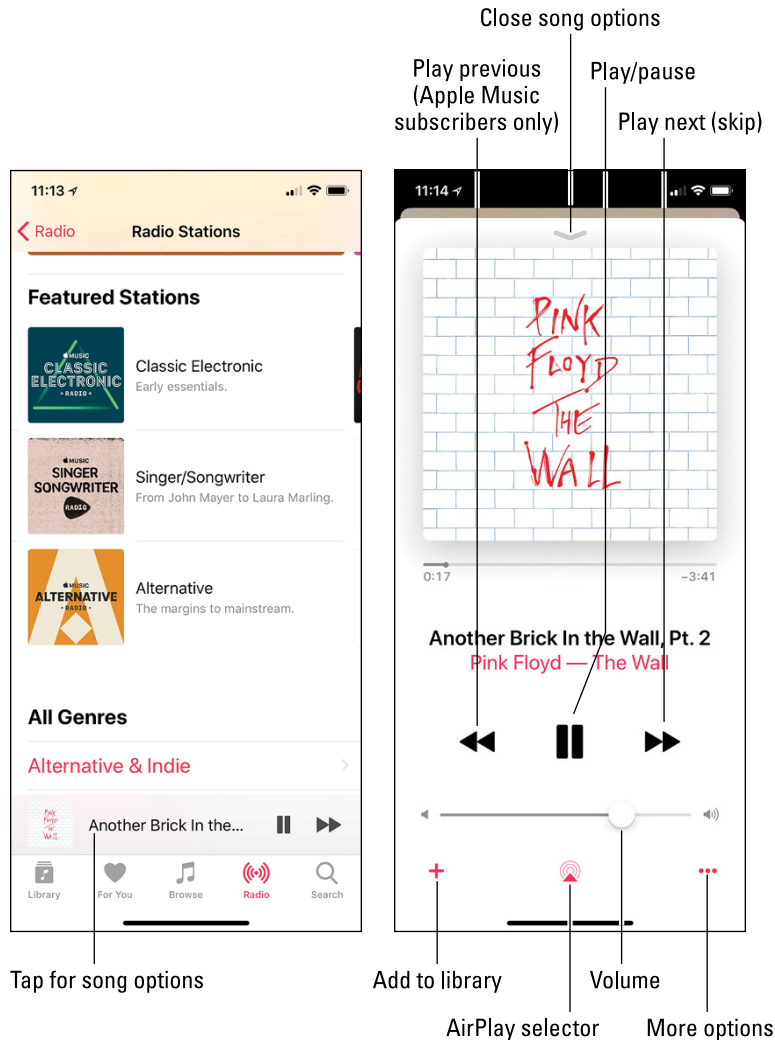 Close song options
Play previous
(Apple Music
subscribers only)
Play/pause
Play next (skip)
11:13
Radio
Radio Stations
Featured Stations
MUSIC
CLASSIC
ELECTRONIC
• RADIO •
Classic Electronic
Early essentials.
MUSIC
SINGER
SONGWRITER
RADIO
Singer/Songwriter
From John Mayer to Laura Marling.
MUSIC
ALTERNATIVE
• RADIO •
Alternative
The margins to mainstream.
All Genres
Alternative & Indie
Pink
Floyd
The
Wall
Another Brick In the...
Library
For You
Browse
Radio
Search
Tap for song options
11:14
PINK
FLOYD
THE
WALL
0:17
−3:41
Another Brick In the Wall, Pt. 2
Pink Floyd — The Wall
Add to library
Volume
AirPlay selector
More options